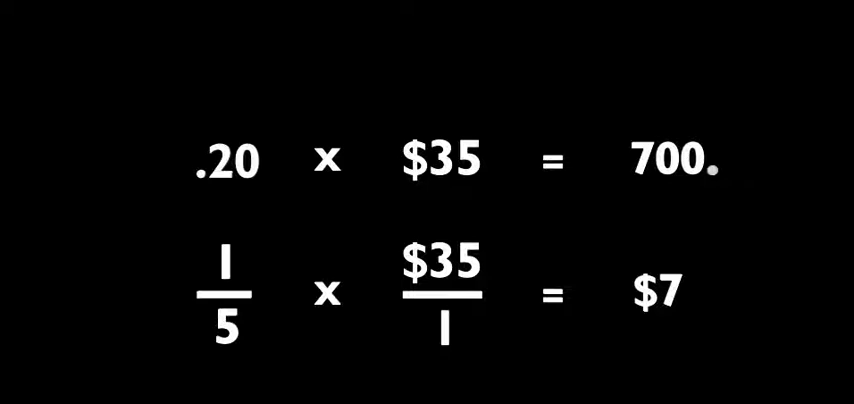 .20 x $35 = 700.
1/5 x $35/1 = $7